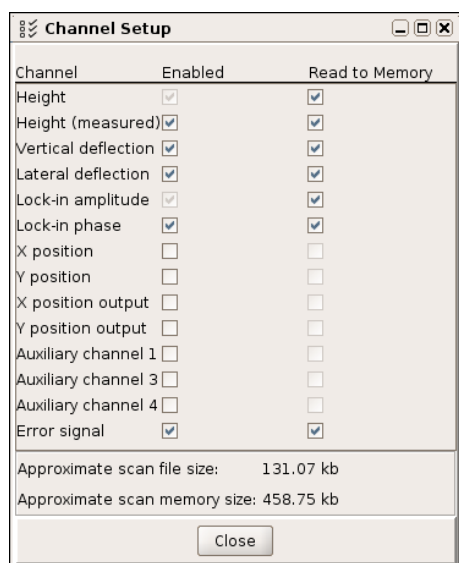 Channel Setup
Channel Enabled Read to Memory
Height
Height (measured)
Vertical deflection
Lateral deflection
Lock-in amplitude
Lock-in phase
X position
Y position
X position output
Y position output
Auxiliary channel 1
Auxiliary channel 3
Auxiliary channel 4
Error signal
Approximate scan file size: 131.07 kb
Approximate scan memory size: 458.75 kb
Close